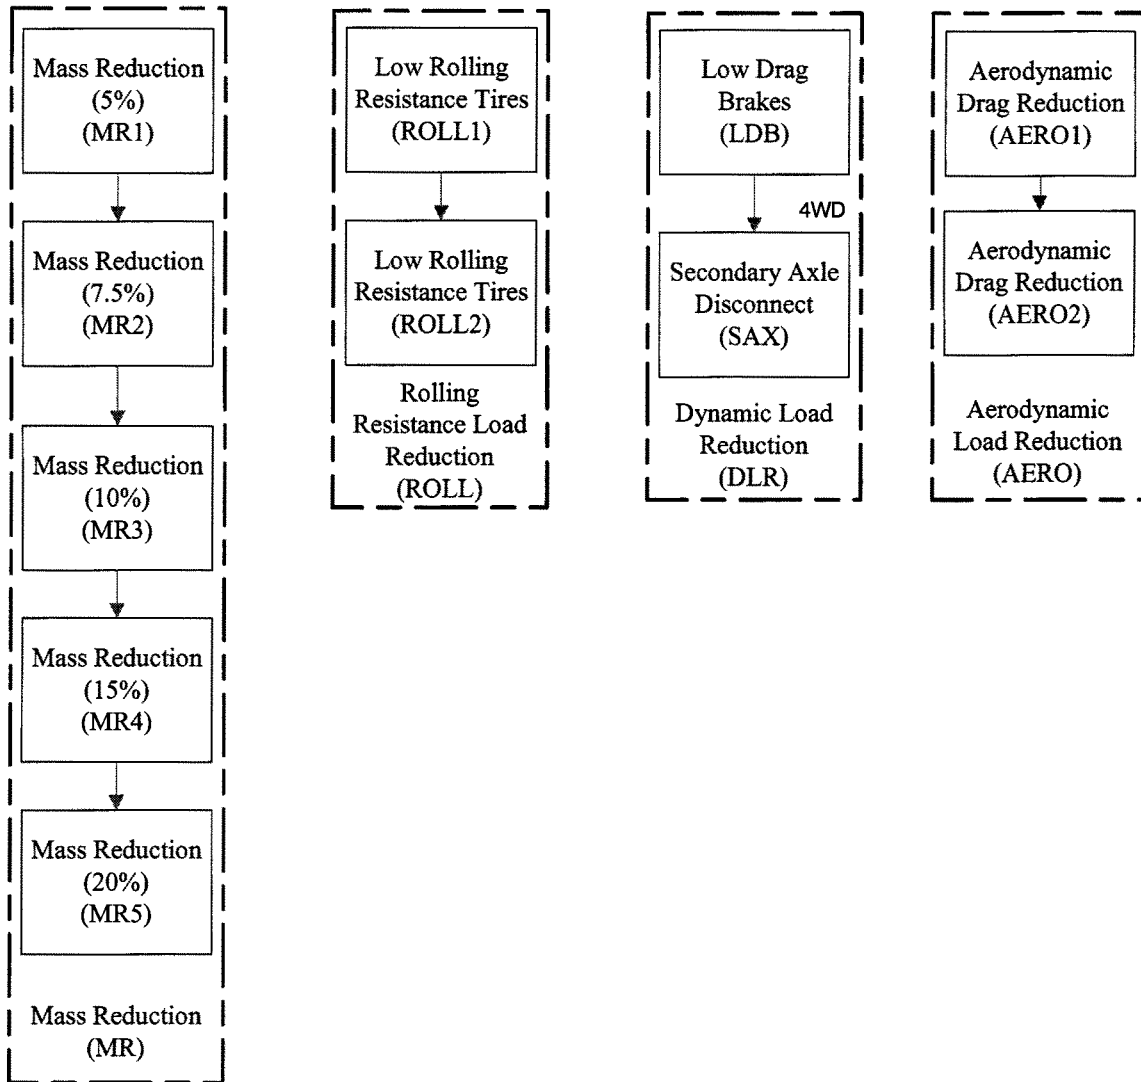 Mass Reduction
(5%)
(MR1)
Mass Reduction
(7.5%)
(MR2)
Mass Reduction
(10%)
(MR3)
Mass Reduction
(15%)
(MR4)
Mass Reduction
(20%)
(MR5)
Mass Reduction
(MR)
Low Rolling
Resistance Tires
(ROLL1)
Low Rolling
Resistance Tires
(ROLL2)
Rolling
Resistance Load
Reduction
(ROLL)
Low Drag
Brakes
(LDB)
4WD
Secondary Axle
Disconnect
(SAX)
Dynamic Load
Reduction
(DLR)
Aerodynamic
Drag Reduction
(AERO1)
Aerodynamic
Drag Reduction
(AERO2)
Aerodynamic
Load Reduction
(AERO)